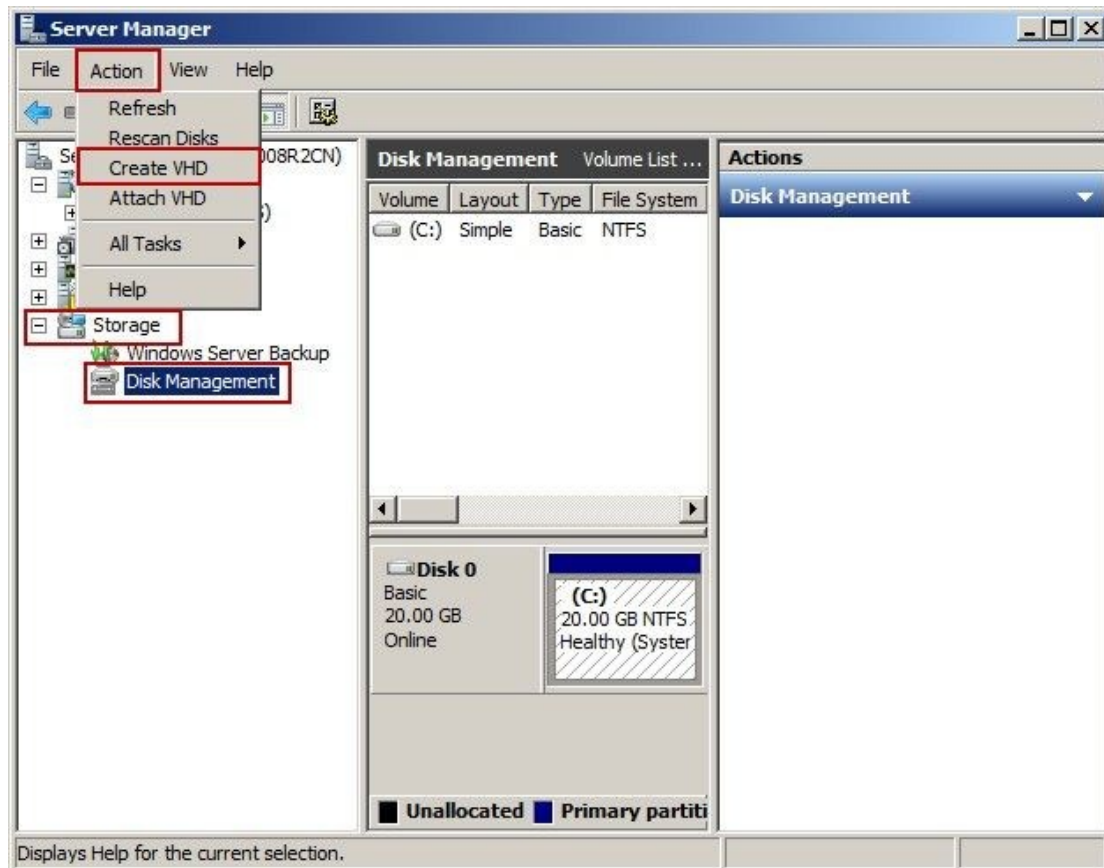 Server Manager
File Action View Help
Refresh
Rescan Disks
Create VHD
Attach VHD
All Tasks
Help
Se 008R2CN)
Storage
Windows Server Backup
Disk Management
Disk Management Volume List ...
Volume Layout Type File System
(C:) Simple Basic NTFS
Disk 0
Basic
20.00 GB
Online
(C:)
20.00 GB NTFS
Healthy (Syster
Unallocated Primary partiti
Actions
Disk Management
Displays Help for the current selection.